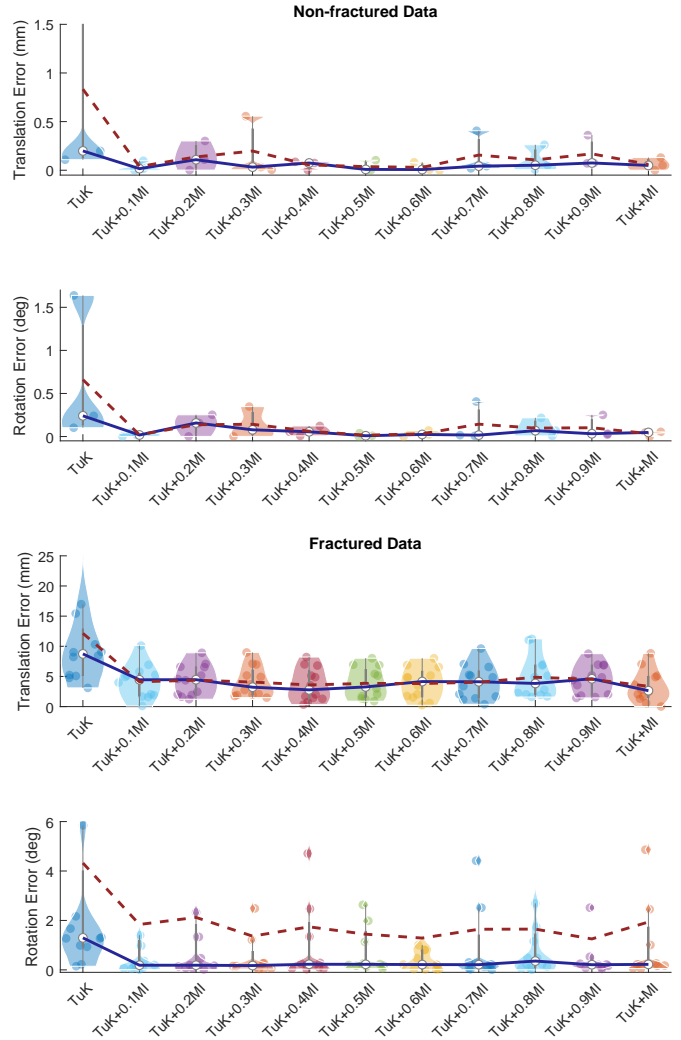 Non-fractured Data
Translation Error (mm)
1.5
1
0.5
0
TuK
TuK+0.1MI
TuK+0.2MI
TuK+0.3MI
TuK+0.4MI
TuK+0.5MI
TuK+0.6MI
TuK+0.7MI
TuK+0.8MI
TuK+0.9MI
TuK+MI
Rotation Error (deg)
1.5
1
0.5
0
TuK
TuK+0.1MI
TuK+0.2MI
TuK+0.3MI
TuK+0.4MI
TuK+0.5MI
TuK+0.6MI
TuK+0.7MI
TuK+0.8MI
TuK+0.9MI
TuK+MI
Fractured Data
Translation Error (mm)
25
20
15
10
5
0
TuK
TuK+0.1MI
TuK+0.2MI
TuK+0.3MI
TuK+0.4MI
TuK+0.5MI
TuK+0.6MI
TuK+0.7MI
TuK+0.8MI
TuK+0.9MI
TuK+MI
Rotation Error (deg)
6
4
2
0
TuK
TuK+0.1MI
TuK+0.2MI
TuK+0.3MI
TuK+0.4MI
TuK+0.5MI
TuK+0.6MI
TuK+0.7MI
TuK+0.8MI
TuK+0.9MI
TuK+MI